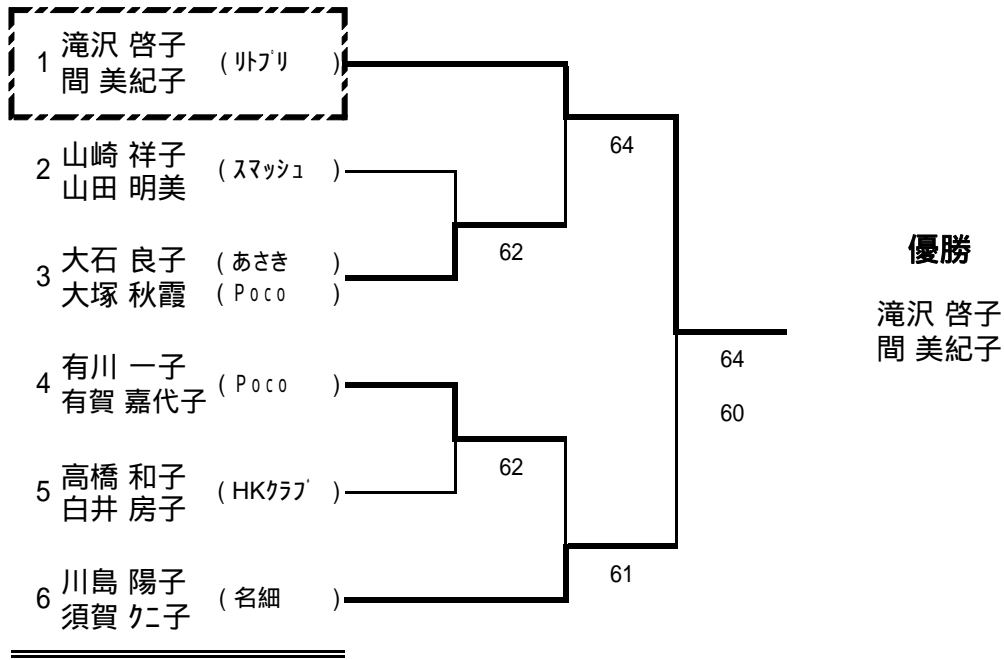 1 滝沢 啓子 (ﾘﾄﾌﾟﾘ )
間 美紀子
64
2 山崎 祥子 (ｽﾏｯｼｭ )
山田 明美
62
3 大石 良子 (あさき )
大塚 秋霞 (Poco )
優勝
滝沢 啓子
間 美紀子
64
60
4 有川 一子 (Poco )
有賀 嘉代子
62
5 高橋 和子 (HKｸﾗﾌﾞ )
白井 房子
61
6 川島 陽子 (名細 )
須賀 ｸﾆ子